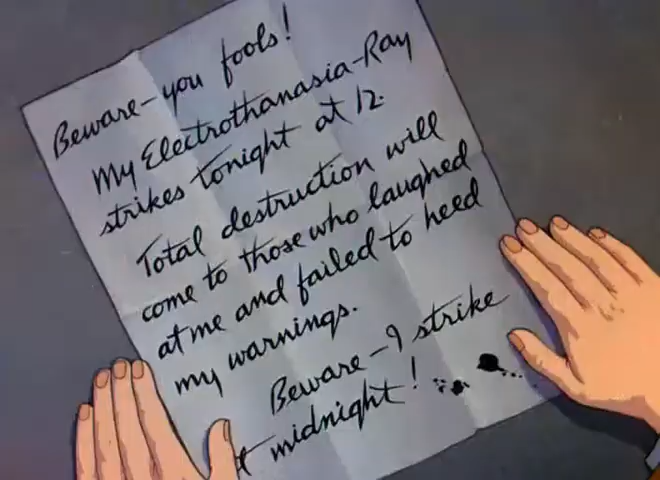 Beware-you fools!
My Electrothanasia-Ray
strikes tonight at 12.
Total destruction will
come to those who laughed
at me and failed to heed
my warnings.
Beware-I strike
t midnight!